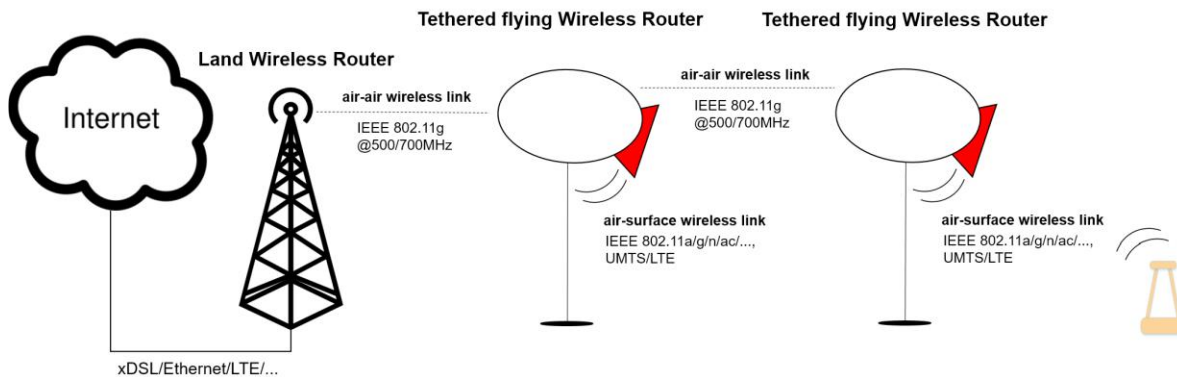 Tethered flying Wireless Router
Tethered flying Wireless Router
Land Wireless Router
Internet
air-air wireless link
IEEE 802.11g
@500/700MHz
air-air wireless link
IEEE 802.11g
@500/700MHz
air-surface wireless link
IEEE 802.11a/g/n/ac/...,
UMTS/LTE
air-surface wireless link
IEEE 802.11a/g/n/ac/...,
UMTS/LTE
xDSL/Ethernet/LTE/...